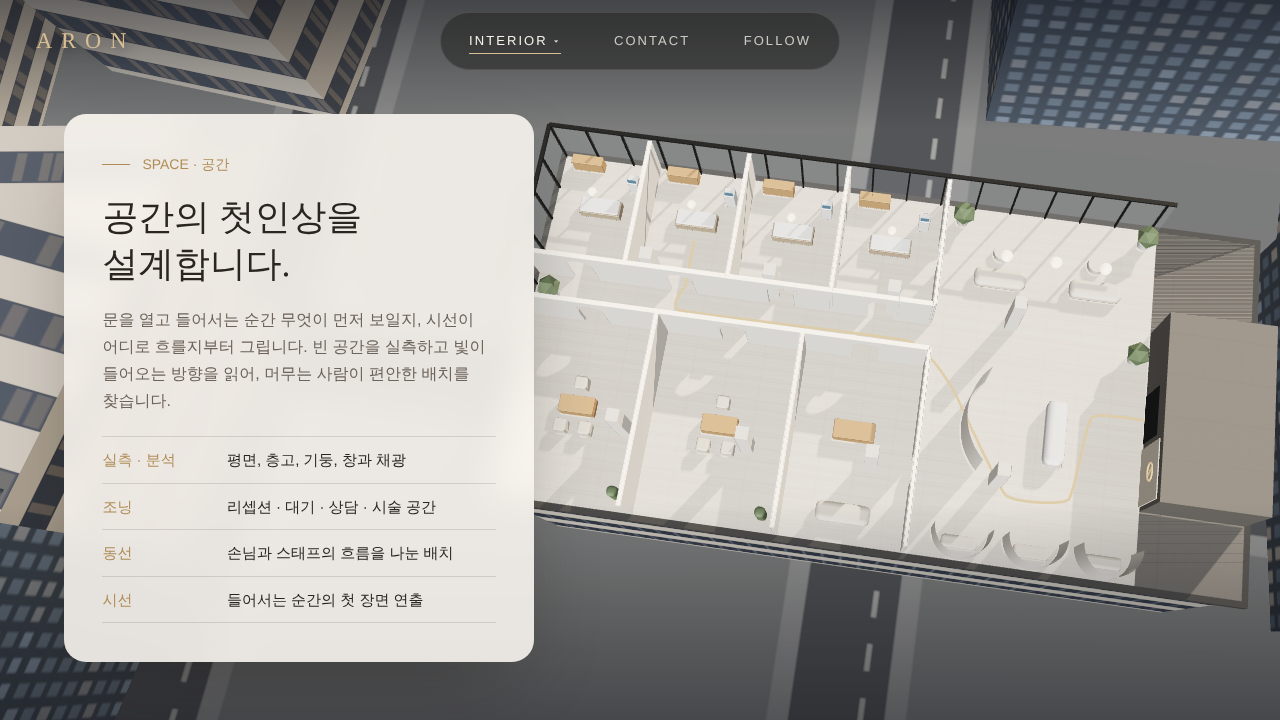 ARON
INTERIOR
CONTACT
FOLLOW
SPACE · 공간
공간의 첫인상을
설계합니다.
문을 열고 들어서는 순간 무엇이 먼저 보일지, 시선이
어디로 흐를지부터 그립니다. 빈 공간을 실측하고 빛이
들어오는 방향을 읽어, 머무는 사람이 편안한 배치를
찾습니다.
실측 · 분석 평면, 층고, 기둥, 창과 채광
조닝 리셉션 · 대기 · 상담 · 시술 공간
동선 손님과 스태프의 흐름을 나눈 배치
시선 들어서는 순간의 첫 장면 연출